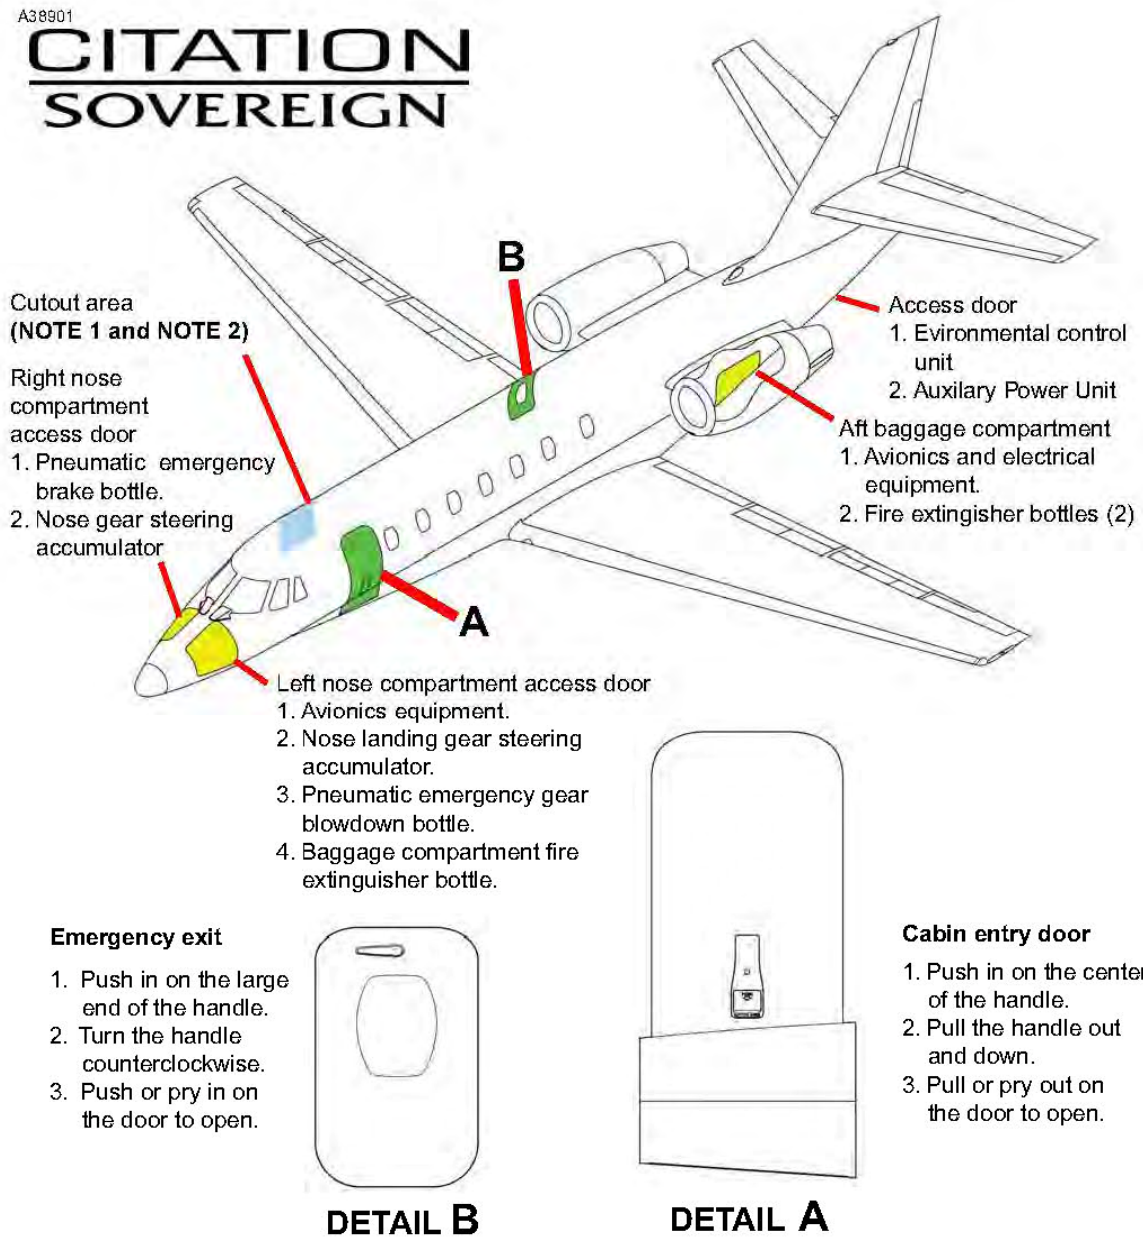 A38901
CITATION
SOVEREIGN
B
Cutout area
(NOTE 1 and NOTE 2)
Right nose
compartment
access door
1. Pneumatic emergency
brake bottle.
2. Nose gear steering
accumulator
Access door
1. Evironmental control
unit
2. Auxilary Power Unit
Aft baggage compartment
1. Avionics and electrical
equipment.
2. Fire extingisher bottles (2)
A
Left nose compartment access door
1. Avionics equipment.
2. Nose landing gear steering
accumulator.
3. Pneumatic emergency gear
blowdown bottle.
4. Baggage compartment fire
extinguisher bottle.
Emergency exit
1. Push in on the large
end of the handle.
2. Turn the handle
counterclockwise.
3. Push or pry in on
the door to open.
DETAIL B
Cabin entry door
1. Push in on the center
of the handle.
2. Pull the handle out
and down.
3. Pull or pry out on
the door to open.
DETAIL A